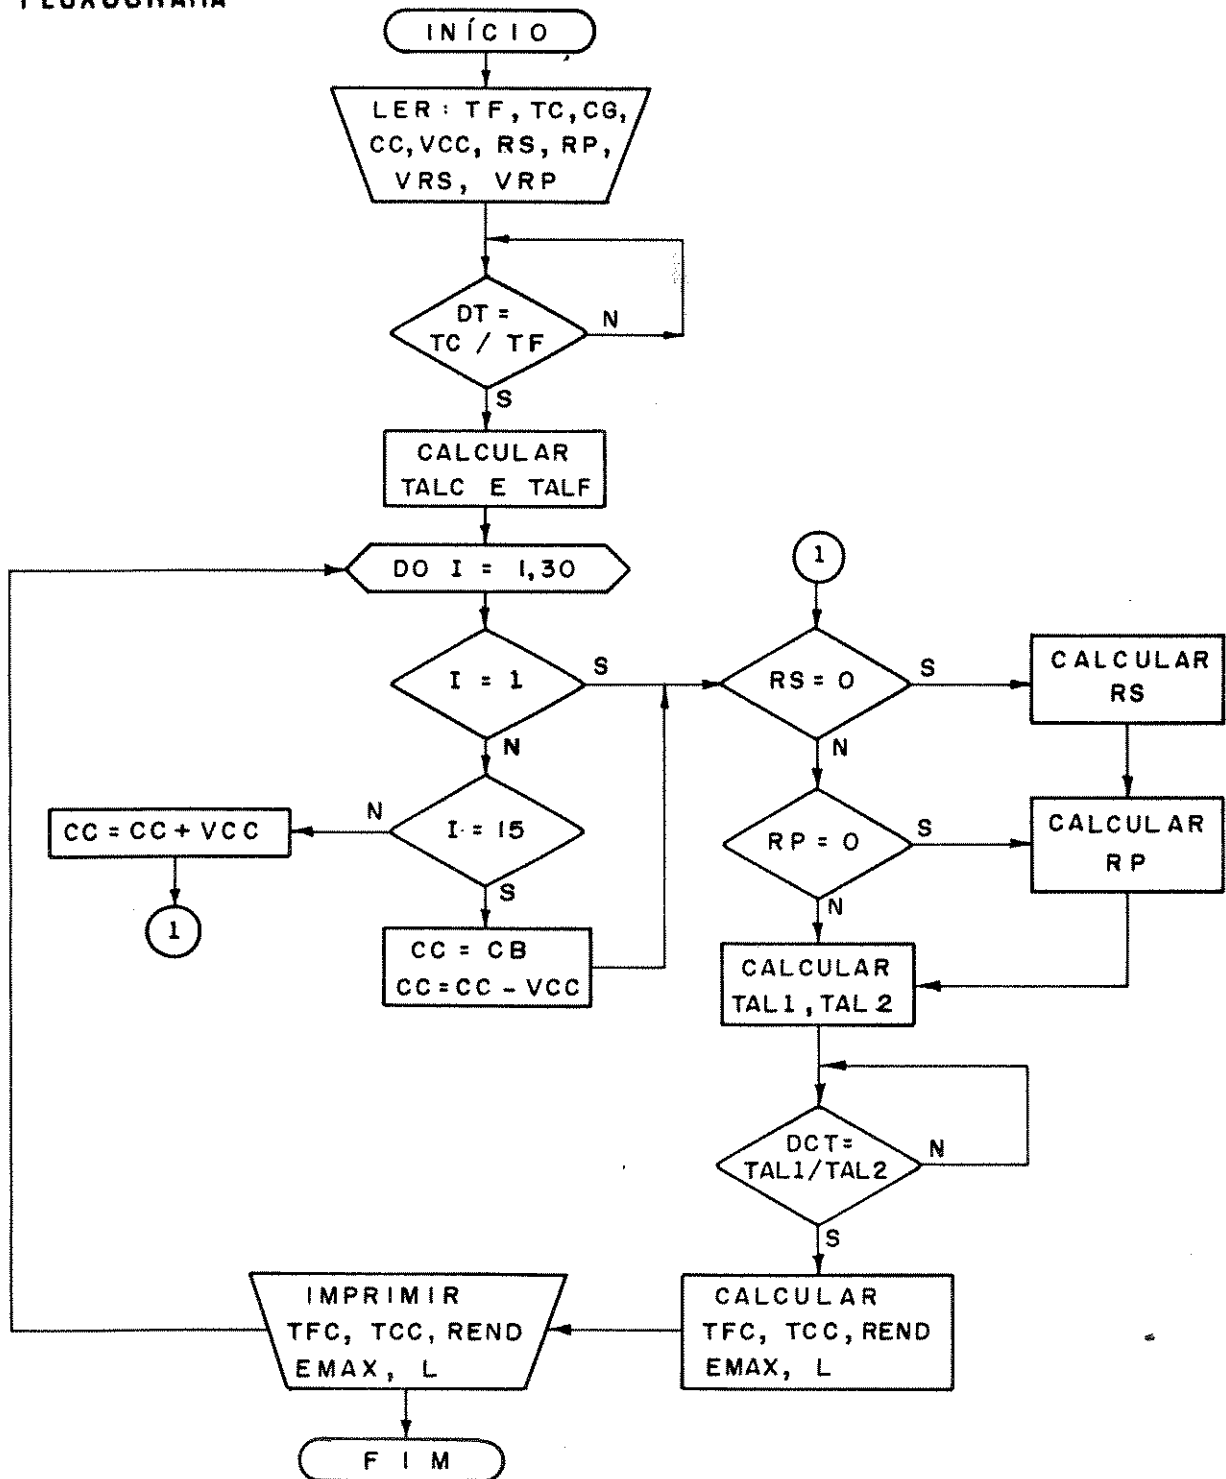 FLUXOGRAMA
INÍCIO
LER: TF, TC, CG,
CC, VCC, RS, RP,
VRS, VRP
DT =
TC / TF
N
S
CALCULAR
TALC E TALF
DO I = 1,30
I = 1
S
N
I = 15
N
S
CC = CC + VCC
1
CC = CB
CC = CC - VCC
1
RS = 0
S
N
CALCULAR
RS
RP = 0
S
N
CALCULAR
RP
CALCULAR
TAL1, TAL2
DCT =
TAL1/TAL2
N
S
CALCULAR
TFC, TCC, REND
EMAX, L
IMPRIMIR
TFC, TCC, REND
EMAX, L
FIM